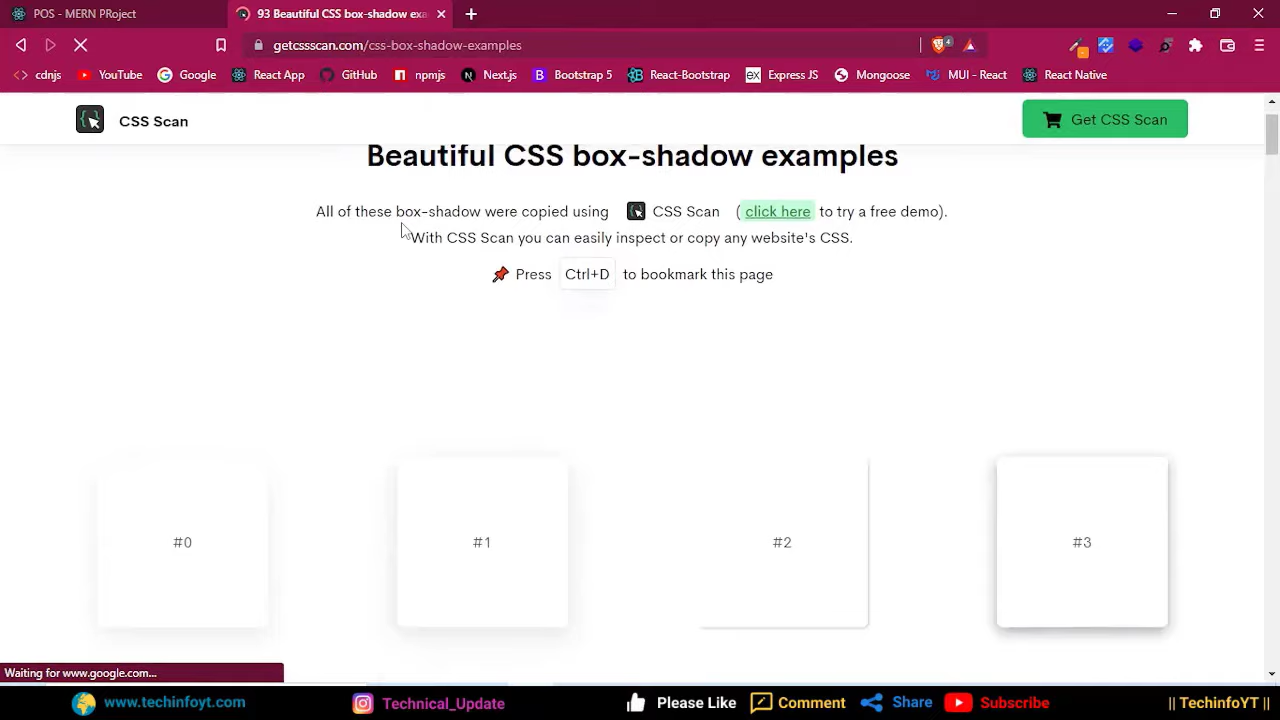 POS - MERN PRoject
93 Beautiful CSS box-shadow exa
getcssscan.com/css-box-shadow-examples
4
cdnjs
YouTube
Google
React App
GitHub
npmjs
Next.js
Bootstrap 5
React-Bootstrap
ex Express JS
Mongoose
MUI - React
React Native
CSS Scan
Get CSS Scan
Beautiful CSS box-shadow examples
All of these box-shadow were copied using CSS Scan (click here to try a free demo).
With CSS Scan you can easily inspect or copy any website's CSS.
Press Ctrl+D to bookmark this page
#0
#1
#2
#3
Waiting for www.google.com...
www.techinfoyt.com
Technical_Update
Please Like
Comment
Share
Subscribe
|| TechinfoYT ||